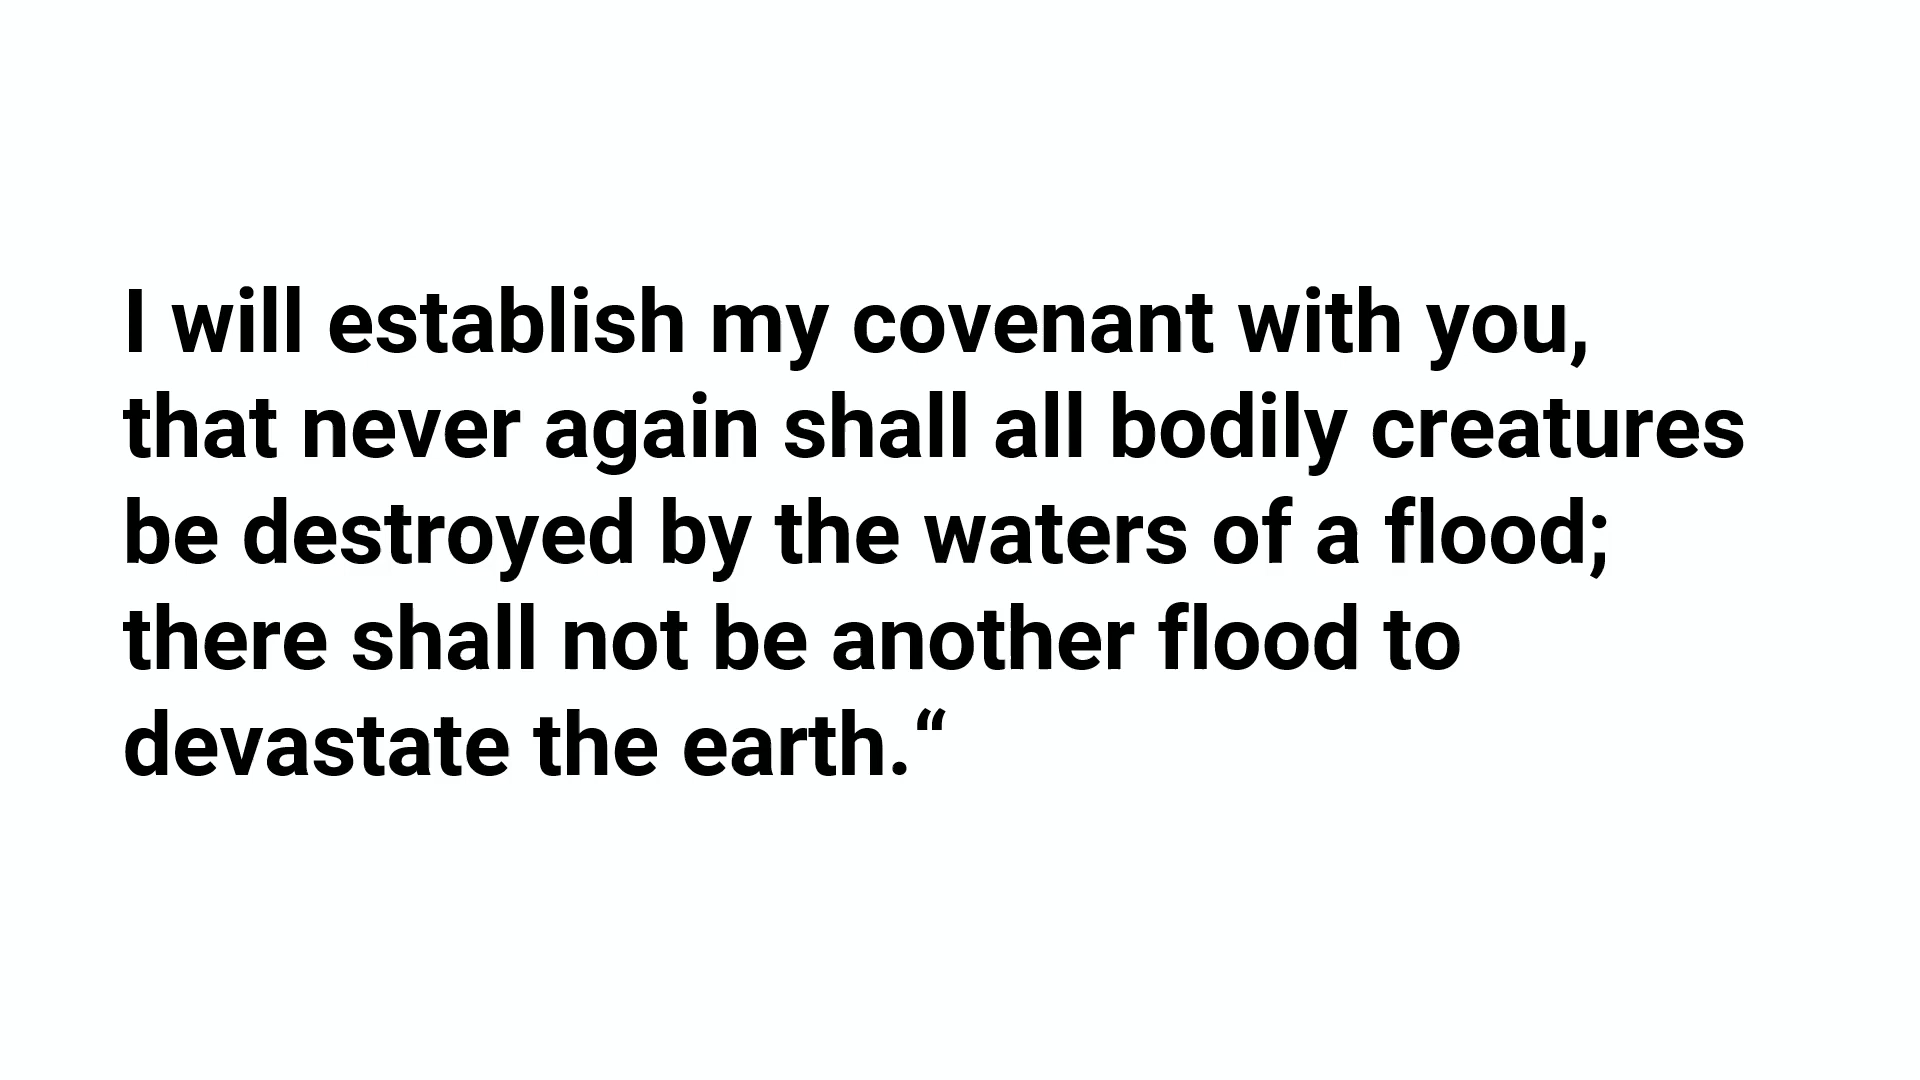 I will establish my covenant with you,
that never again shall all bodily creatures
be destroyed by the waters of a flood;
there shall not be another flood to
devastate the earth.“